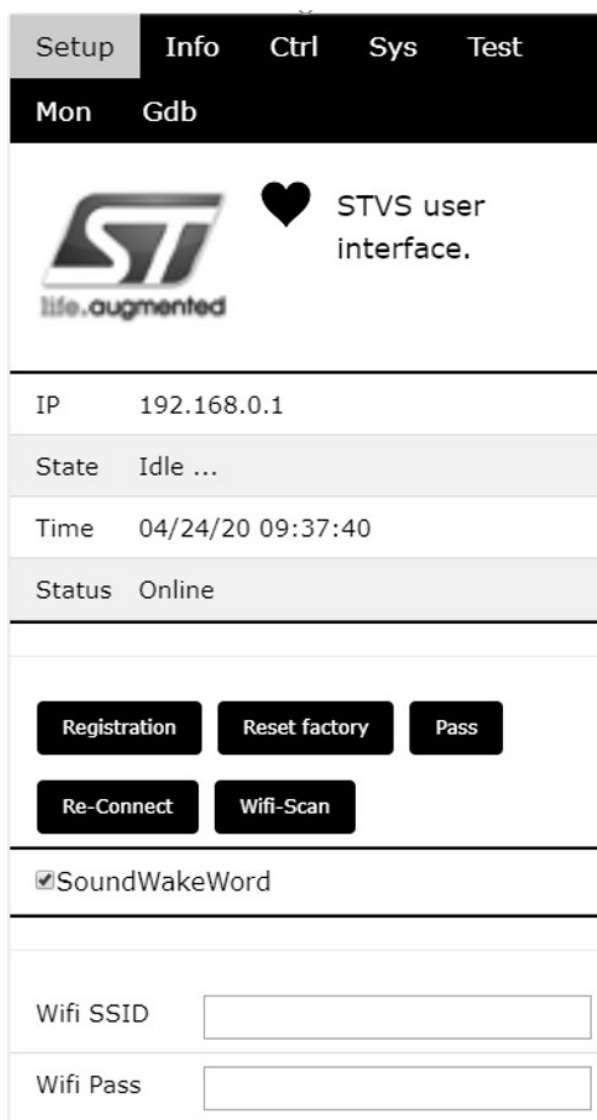 Setup Info Ctrl Sys Test
Mon Gdb
ST
life.augmented
STVS user
interface.
IP 192.168.0.1
State Idle ...
Time 04/24/20 09:37:40
Status Online
Registration Reset factory Pass
Re-Connect Wifi-Scan
SoundWakeWord
Wifi SSID
Wifi Pass